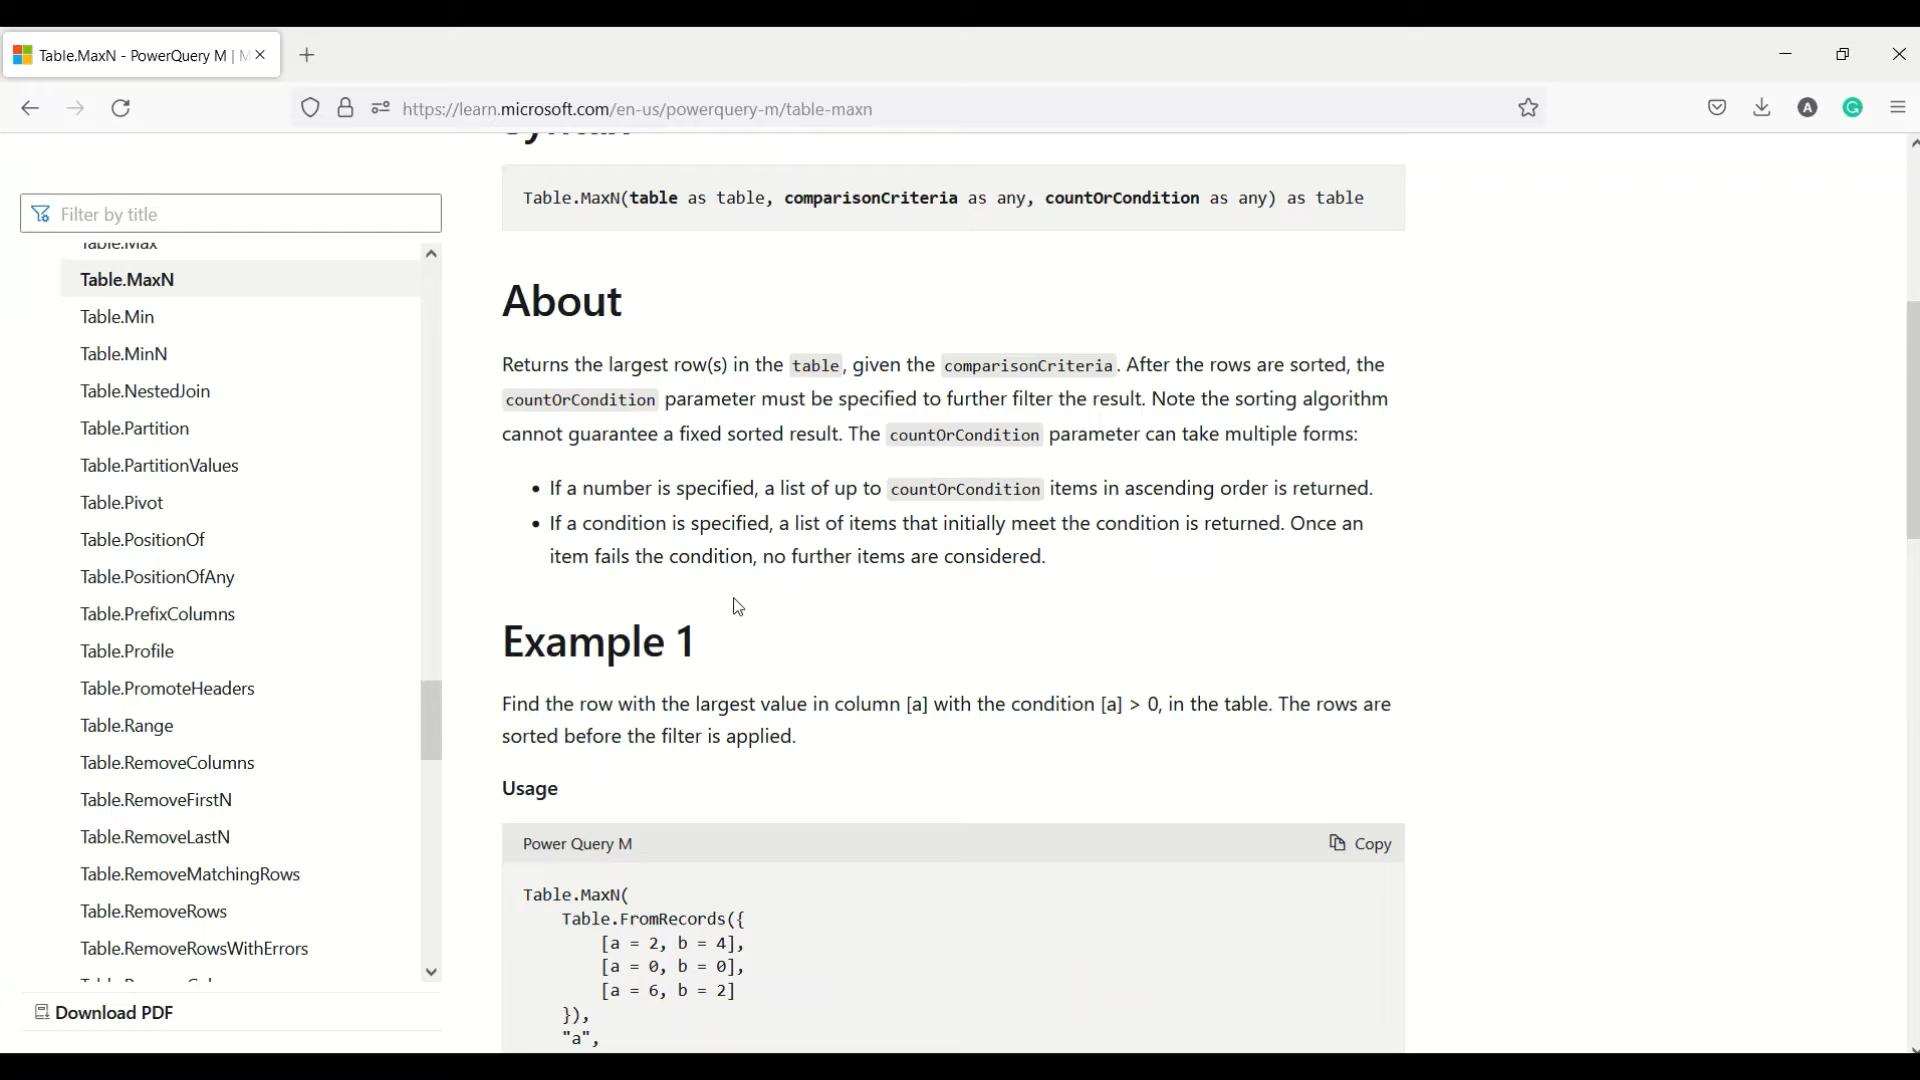 Table.MaxN - PowerQuery M | M
https://learn.microsoft.com/en-us/powerquery-m/table-maxn
Syntax
Table.MaxN(table as table, comparisonCriteria as any, countOrCondition as any) as table
Filter by title
Table.Max
Table.MaxN
Table.Min
Table.MinN
Table.NestedJoin
Table.Partition
Table.PartitionValues
Table.Pivot
Table.PositionOf
Table.PositionOfAny
Table.PrefixColumns
Table.Profile
Table.PromoteHeaders
Table.Range
Table.RemoveColumns
Table.RemoveFirstN
Table.RemoveLastN
Table.RemoveMatchingRows
Table.RemoveRows
Table.RemoveRowsWithErrors
Download PDF
About
Returns the largest row(s) in the table, given the comparisonCriteria. After the rows are sorted, the
countOrCondition parameter must be specified to further filter the result. Note the sorting algorithm
cannot guarantee a fixed sorted result. The countOrCondition parameter can take multiple forms:
• If a number is specified, a list of up to countOrCondition items in ascending order is returned.
• If a condition is specified, a list of items that initially meet the condition is returned. Once an
item fails the condition, no further items are considered.
Example 1
Find the row with the largest value in column [a] with the condition [a] > 0, in the table. The rows are
sorted before the filter is applied.
Usage
Power Query M
Copy
Table.MaxN(
Table.FromRecords({
[a = 2, b = 4],
[a = 0, b = 0],
[a = 6, b = 2]
}),
"a",